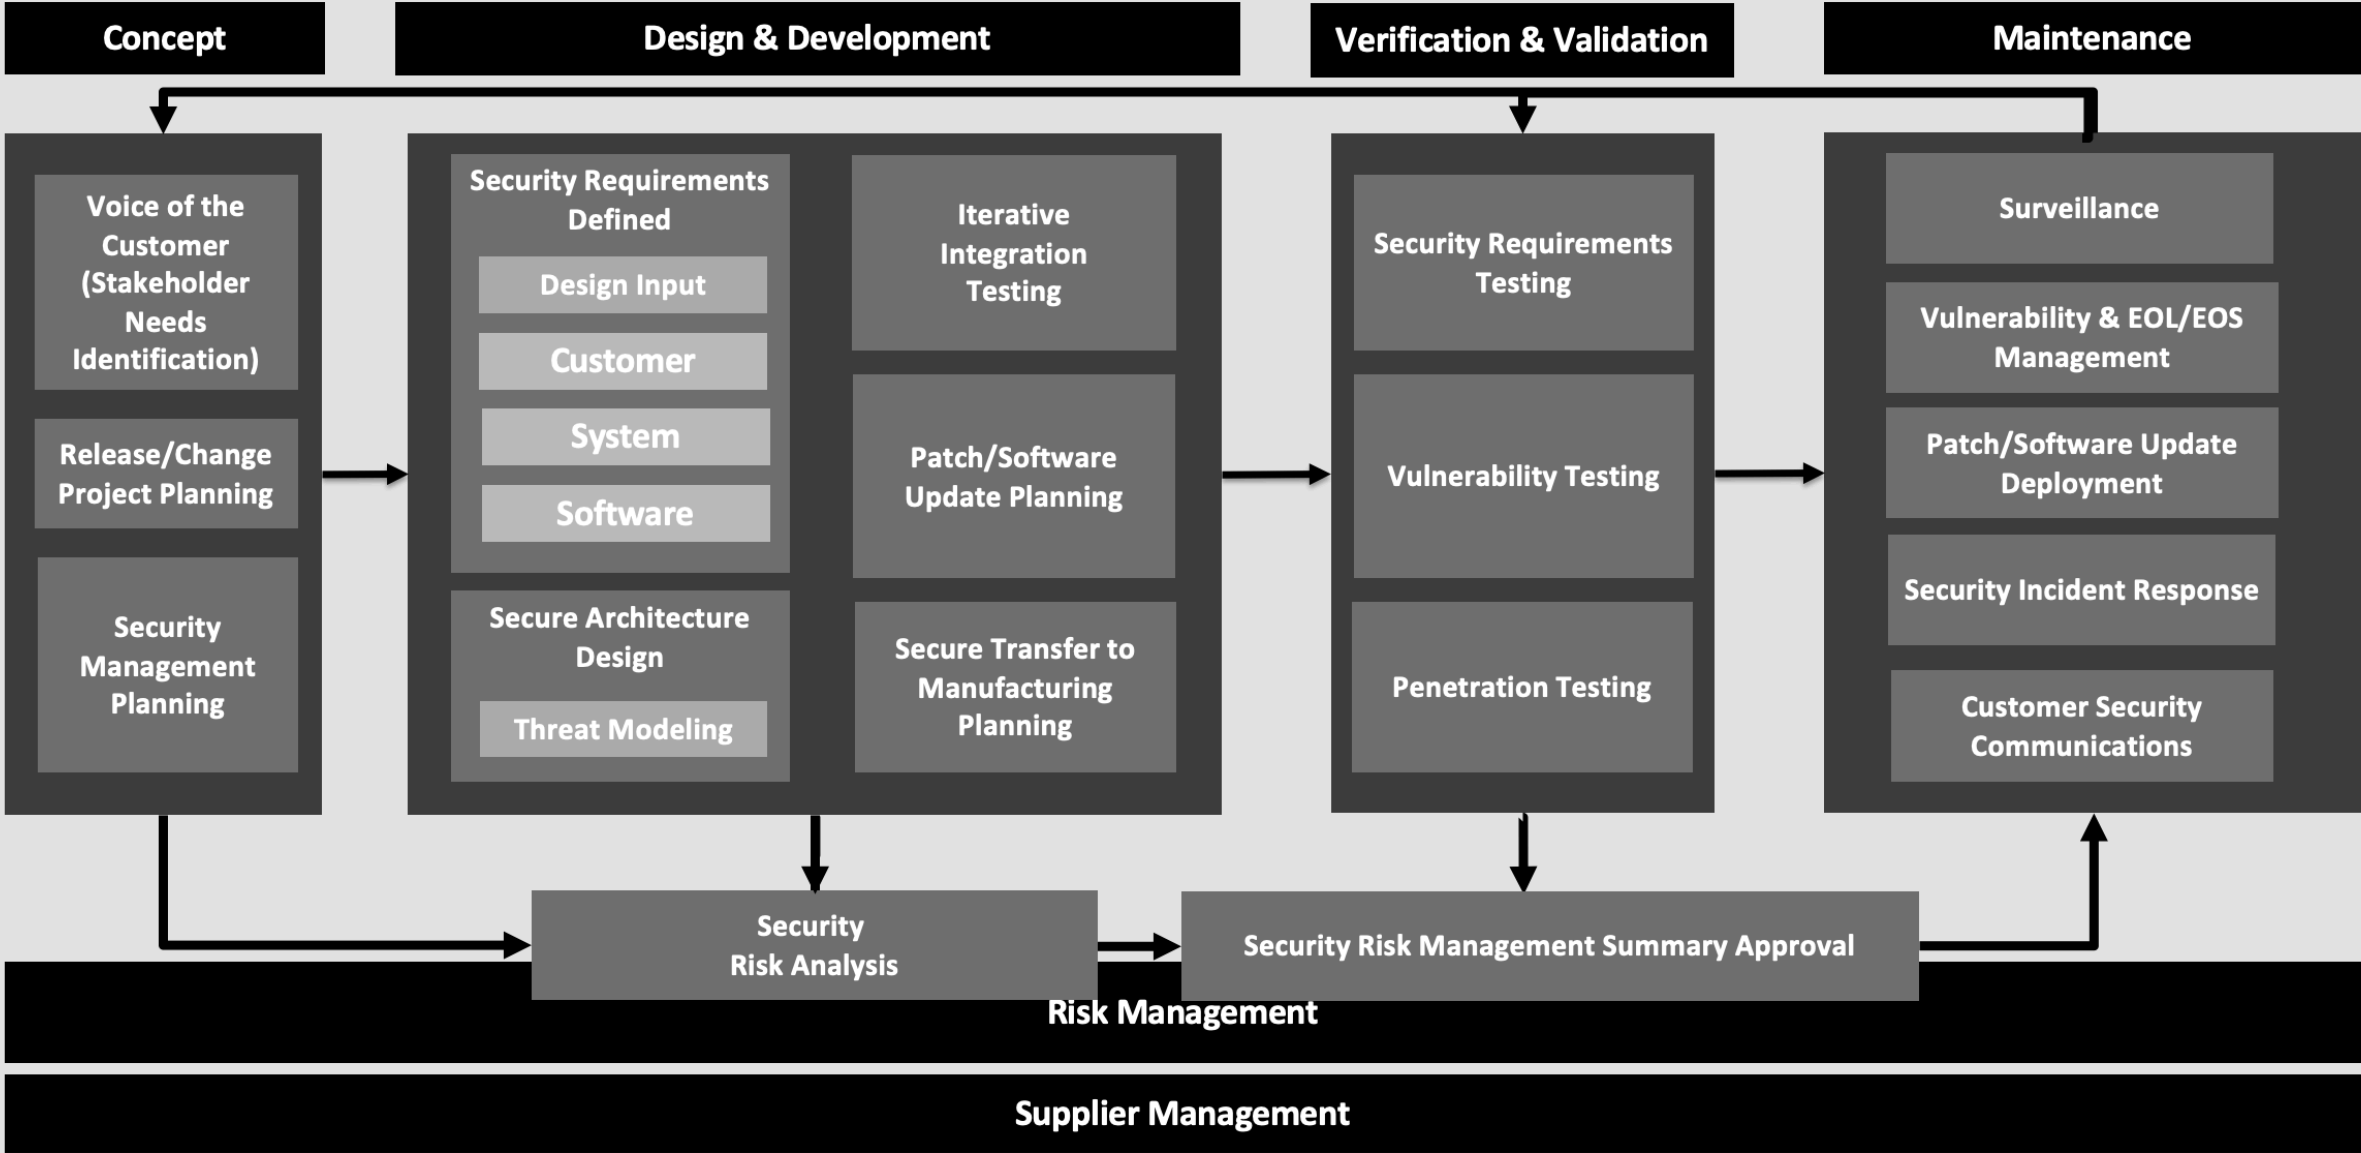 Concept
Design & Development
Verification & Validation
Maintenance
Voice of the
Customer
(Stakeholder
Needs
Identification)
Release/Change
Project Planning
Security
Management
Planning
Security Requirements
Defined
Design Input
Customer
System
Software
Secure Architecture
Design
Threat Modeling
Iterative
Integration
Testing
Patch/Software
Update Planning
Secure Transfer to
Manufacturing
Planning
Security Requirements
Testing
Vulnerability Testing
Penetration Testing
Surveillance
Vulnerability & EOL/EOS
Management
Patch/Software Update
Deployment
Security Incident Response
Customer Security
Communications
Security
Risk Analysis
Security Risk Management Summary Approval
Risk Management
Supplier Management